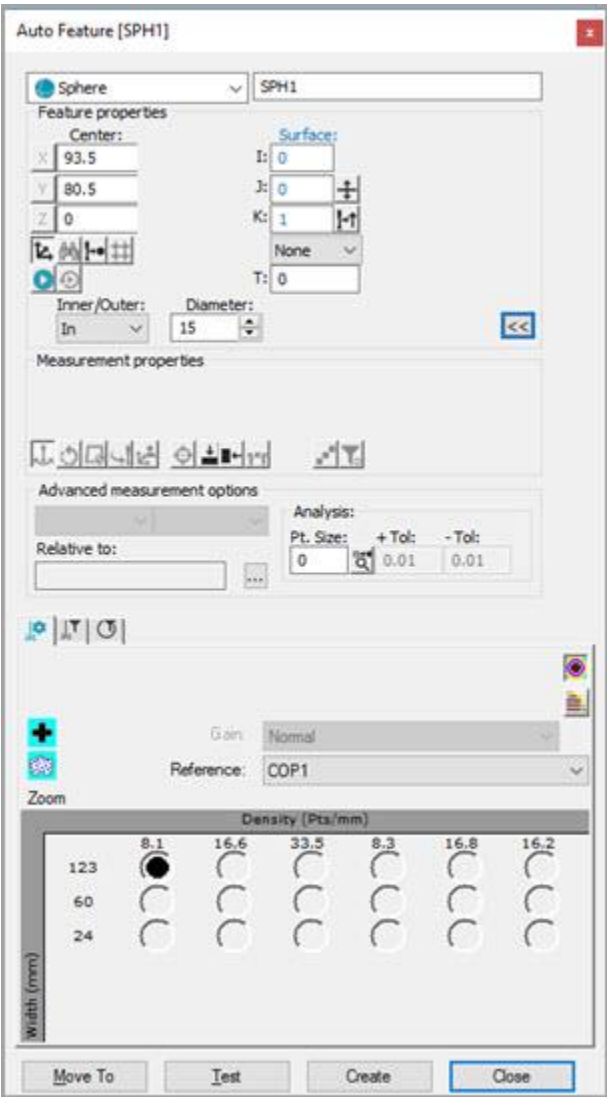 Auto Feature [SPH1]
x
Sphere SPH1
Feature properties
Center: Surface:
X 93.5 I: 0
Y 80.5 J: 0
Z 0 K: 1
None
T: 0
Inner/Outer: Diameter:
In 15 <<
Measurement properties
Advanced measurement options
Analysis:
Pt. Size: + Tol: - Tol:
Relative to:
0 0.01 0.01
...
Gain: Normal
Reference: COP1
Zoom
Density (Pts/mm)
8.1 16.6 33.5 8.3 16.8 16.2
123
60
24
Width (mm)
Move To Test Create Close